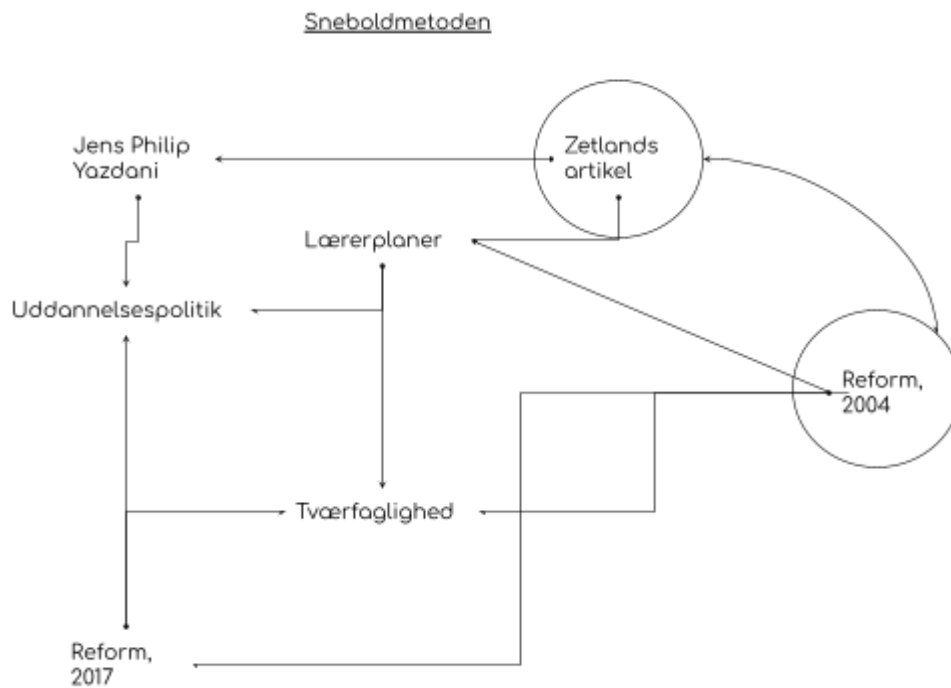 Sneboldmetoden
Jens Philip
Yazdani
Zetlands
artikel
Lærerplaner
Uddannelsespolitik
Reform,
2004
Tværfaglighed
Reform,
2017